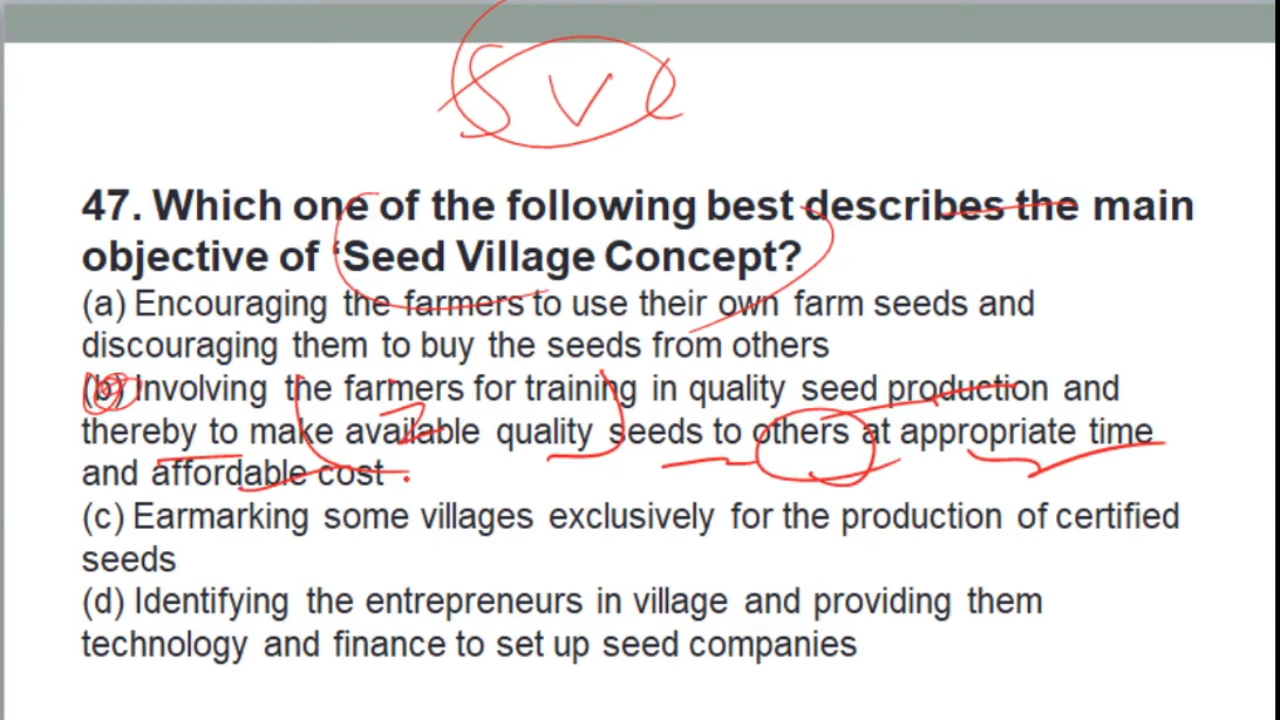 SVC
47. Which one of the following best describes the main
objective of ‘Seed Village Concept?
(a) Encouraging the farmers to use their own farm seeds and
discouraging them to buy the seeds from others
(b) Involving the farmers for training in quality seed production and
thereby to make available quality seeds to others at appropriate time
and affordable cost
(c) Earmarking some villages exclusively for the production of certified
seeds
(d) Identifying the entrepreneurs in village and providing them
technology and finance to set up seed companies